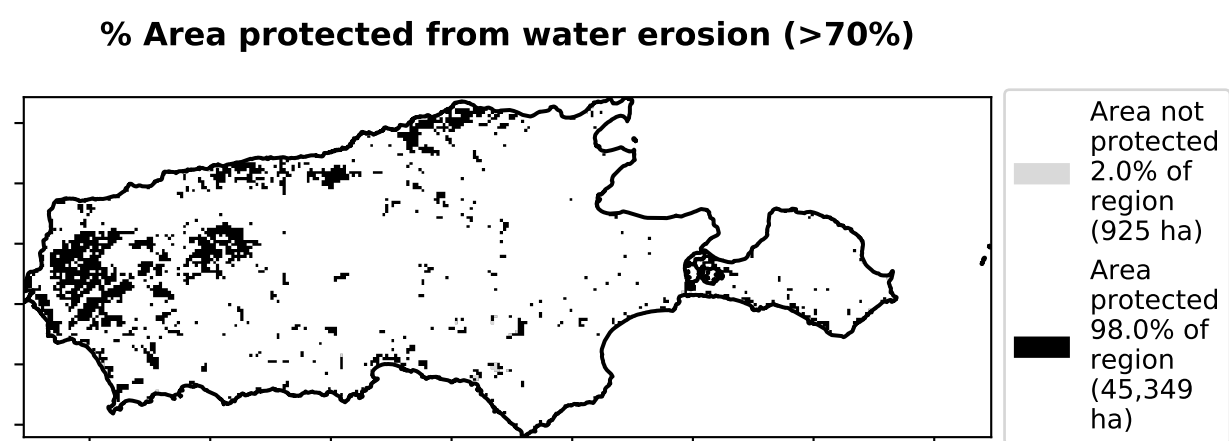 % Area protected from water erosion (>70%)
Area not
protected
2.0% of
region
(925 ha)
Area
protected
98.0% of
region
(45,349
ha)